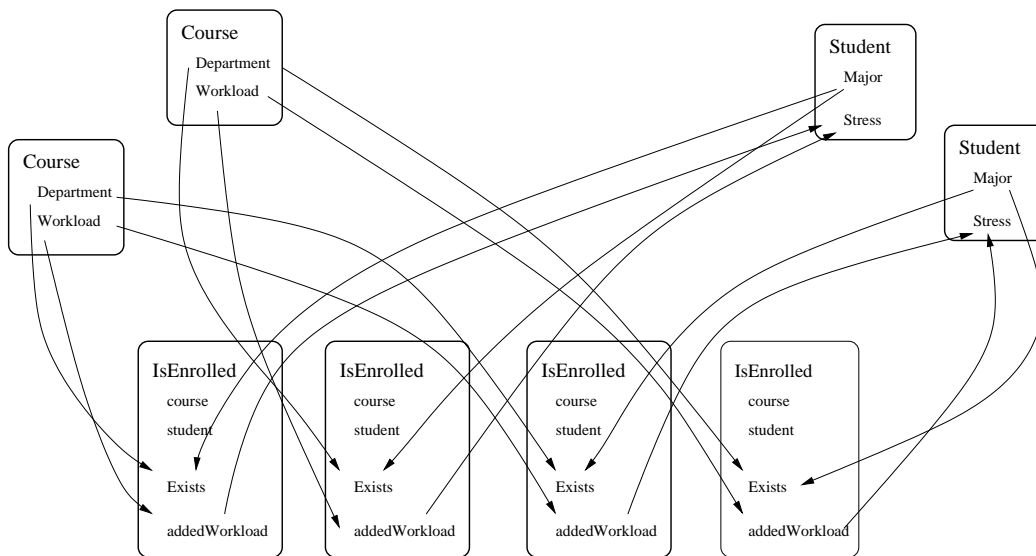 Course
Department
Workload
Student
Major
Stress
Course
Department
Workload
Student
Major
Stress
IsEnrolled
course
student
Exists
addedWorkload
IsEnrolled
course
student
Exists
addedWorkload
IsEnrolled
course
student
Exists
addedWorkload
IsEnrolled
course
student
Exists
addedWorkload